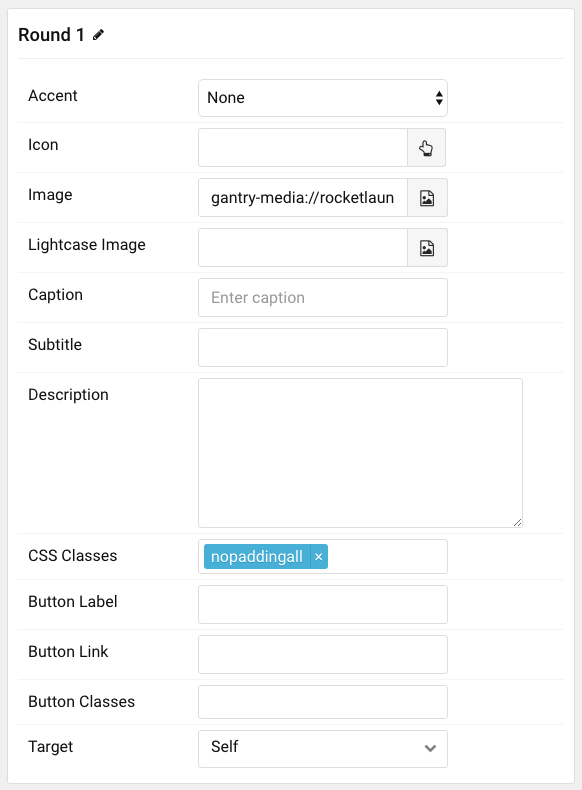 Round 1
Accent None
Icon
Image gantry-media://rocketlaun
Lightcase Image
Caption Enter caption
Subtitle
Description
CSS Classes nopaddingall ×
Button Label
Button Link
Button Classes
Target Self